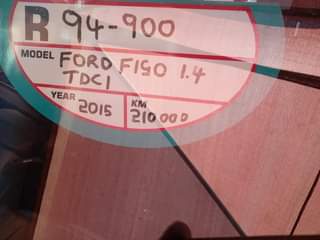 R 94-900
MODEL FORD FIGO 1.4
TDCI
YEAR 2015 KM 210 000